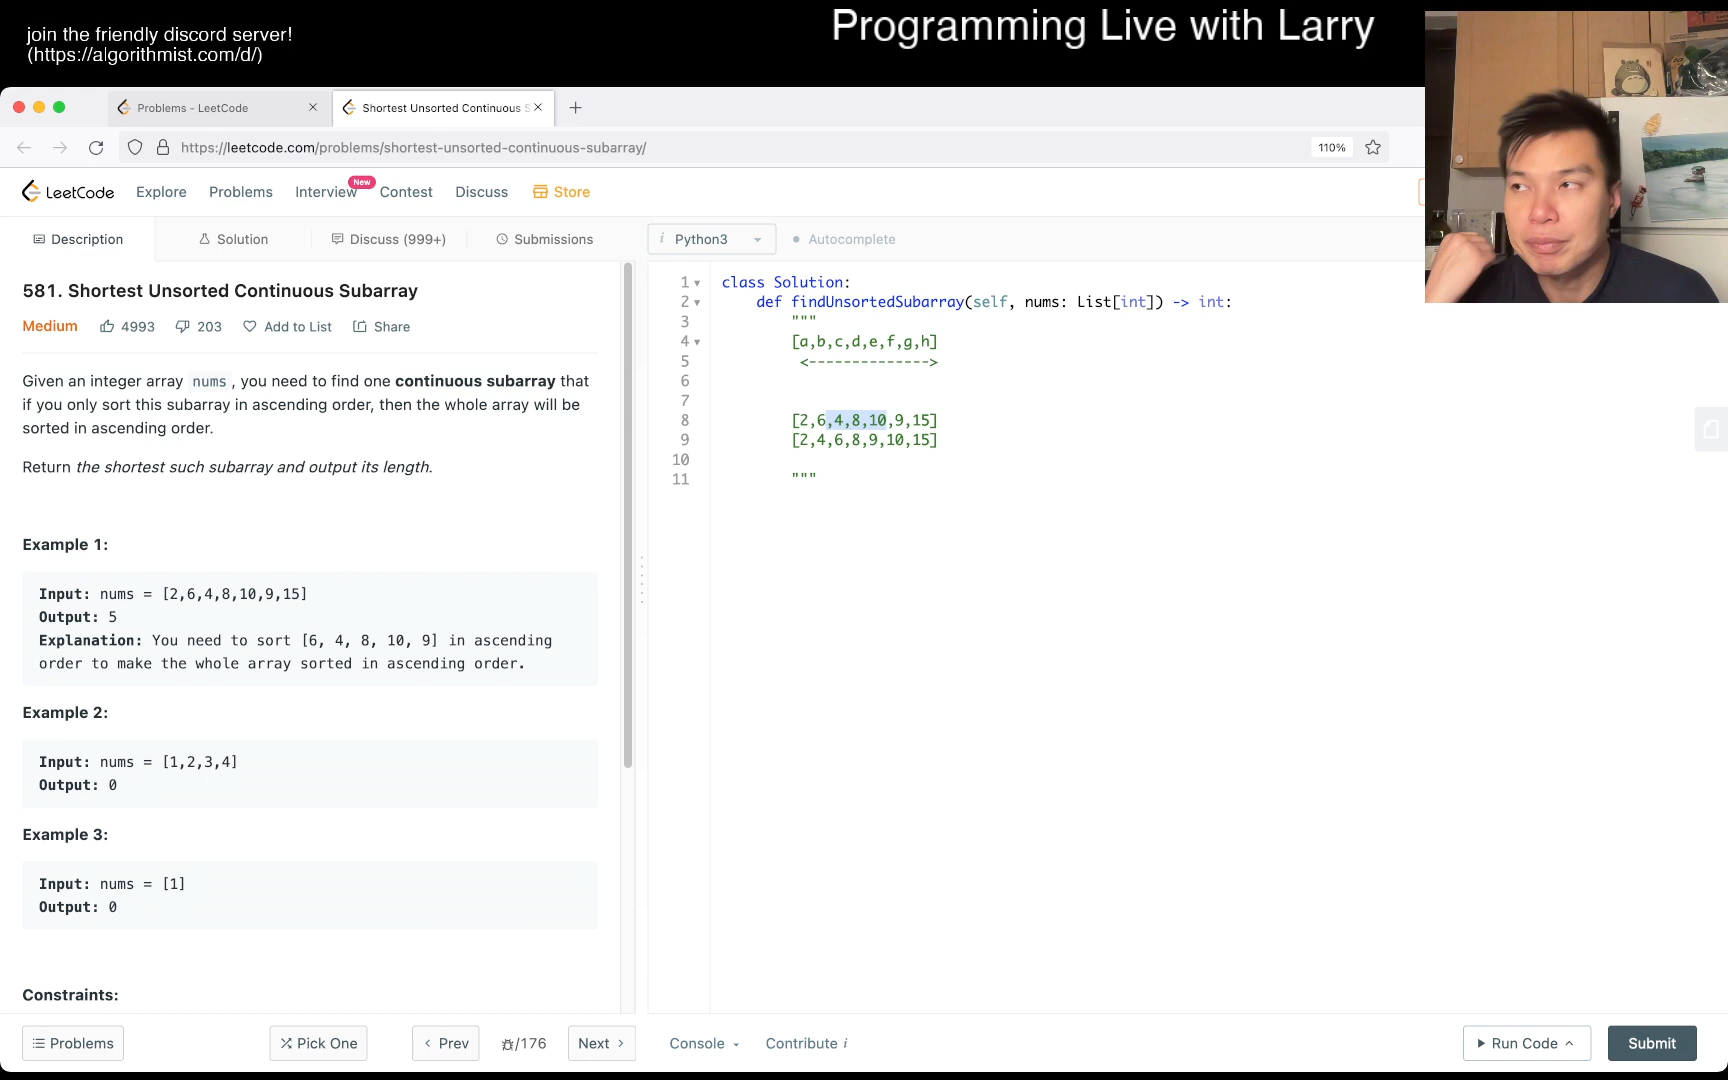 join the friendly discord server!
(https://algorithmist.com/d/)
Programming Live with Larry
Problems - LeetCode
Shortest Unsorted Continuous S
https://leetcode.com/problems/shortest-unsorted-continuous-subarray/
110%
LeetCode
Explore
Problems
Interview
New
Contest
Discuss
Store
Description
Solution
Discuss (999+)
Submissions
i Python3
Autocomplete
581. Shortest Unsorted Continuous Subarray
Medium
4993
203
Add to List
Share
Given an integer array nums, you need to find one continuous subarray that
if you only sort this subarray in ascending order, then the whole array will be
sorted in ascending order.
Return the shortest such subarray and output its length.
Example 1:
Input: nums = [2,6,4,8,10,9,15]
Output: 5
Explanation: You need to sort [6, 4, 8, 10, 9] in ascending
order to make the whole array sorted in ascending order.
Example 2:
Input: nums = [1,2,3,4]
Output: 0
Example 3:
Input: nums = [1]
Output: 0
Constraints:
1 class Solution:
2 def findUnsortedSubarray(self, nums: List[int]) -> int:
3 """
4 [a,b,c,d,e,f,g,h]
5 <-------------->
6
7
8 [2,6,4,8,10,9,15]
9 [2,4,6,8,9,10,15]
10
11 """
Problems
Pick One
Prev
/176
Next
Console
Contribute i
Run Code
Submit